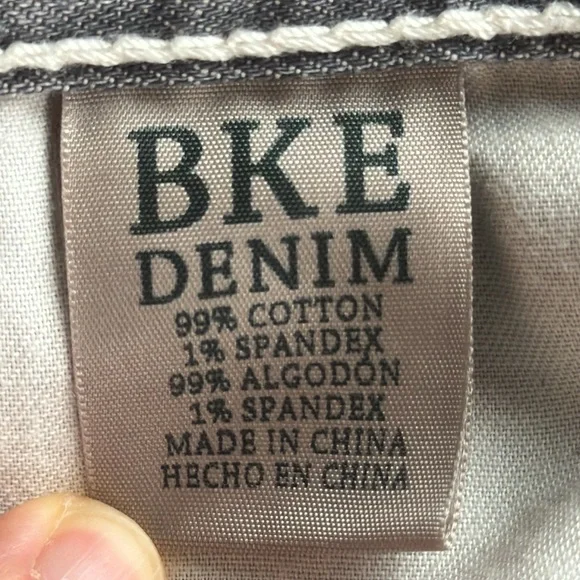 BKE
DENIM
99% COTTON
1% SPANDEX
99% ALGODÓN
1% SPANDEX
MADE IN CHINA
HECHO EN CHINA